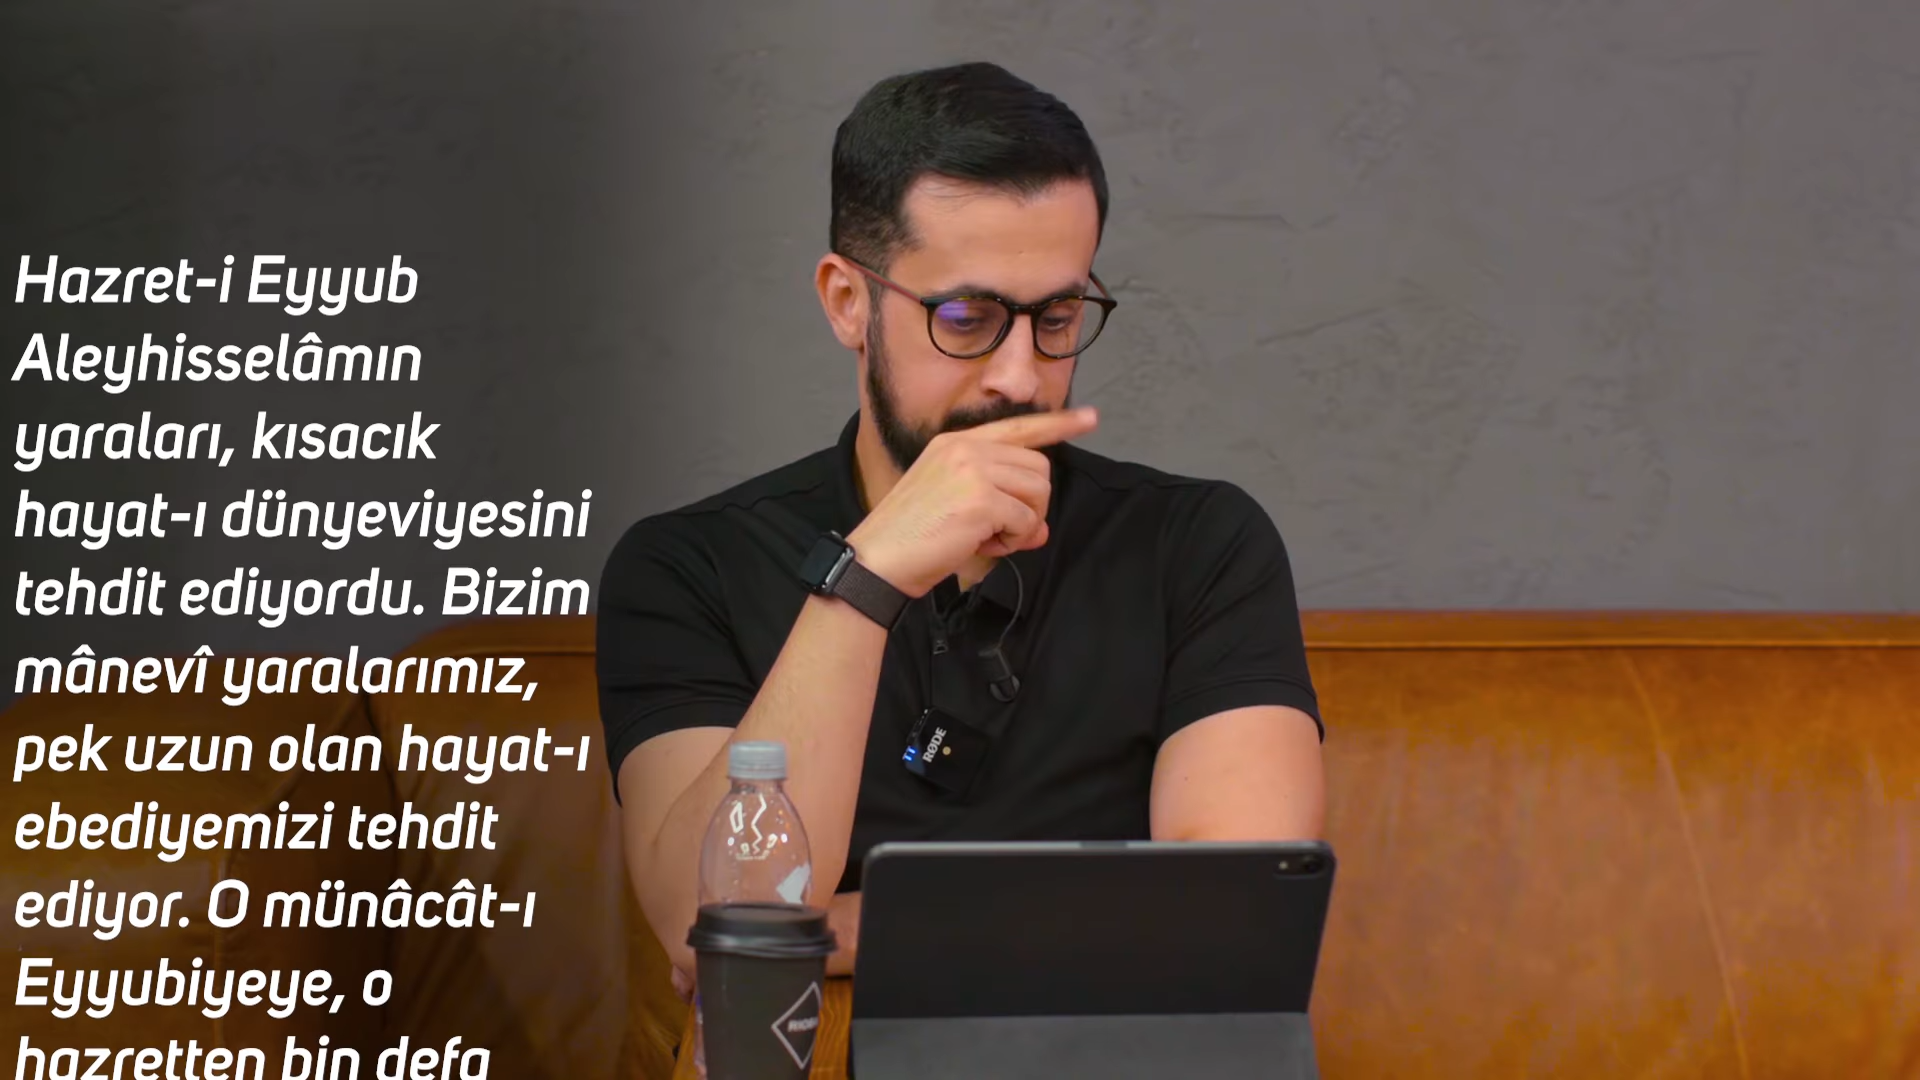 Hazret-i Eyyub
Aleyhisselâmın
yaraları, kısacık
hayat-ı dünyeviyesini
tehdit ediyordu. Bizim
mânevî yaralarımız,
pek uzun olan hayat-ı
ebediyemizi tehdit
ediyor. O münâcât-ı
Eyyubiyeye, o
hazretten bin defa
RØDE